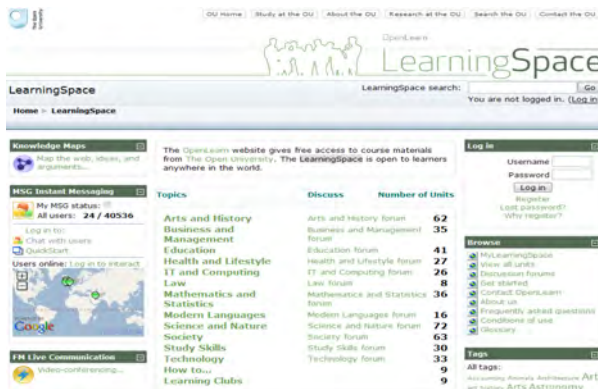 The Open University
OU Home Study at the OU About the OU Research at the OU Search the OU Contact the OU
OpenLearn
LearningSpace
LearningSpace
LearningSpace search:
Go
You are not logged in. (Log in
Home ▻ LearningSpace
Knowledge Maps
Map the web, ideas, and arguments...
MSG Instant Messaging
My MSG status:
All users: 24 / 40536
Log in to:
Chat with users
QuickStart
Users online: Log in to interact
Google
FM Live Communication
Video-conferencing...
The OpenLearn website gives free access to course materials
from The Open University. The LearningSpace is open to learners
anywhere in the world.
Topics Discuss Number of Units
Arts and History Arts and History forum 62
Business and Management Business and Management forum 35
Education Education forum 41
Health and Lifestyle Health and Lifestyle forum 27
IT and Computing IT and Computing forum 26
Law Law forum 8
Mathematics and Statistics Mathematics and Statistics forum 36
Modern Languages Modern Languages forum 16
Science and Nature Science and Nature forum 72
Society Society forum 63
Study Skills Study Skills forum 30
Technology Technology forum 33
How to... 9
Learning Clubs 9
Log in
Username
Password
Log in
Register
Lost password?
Why register?
Browse
MyLearningSpace
View all units
Discussion forums
Get started
Contact OpenLearn
About us
Frequently asked questions
Conditions of use
Glossary
Tags
All tags:
Accounting Animals Architecture Art
Arts Astronomy